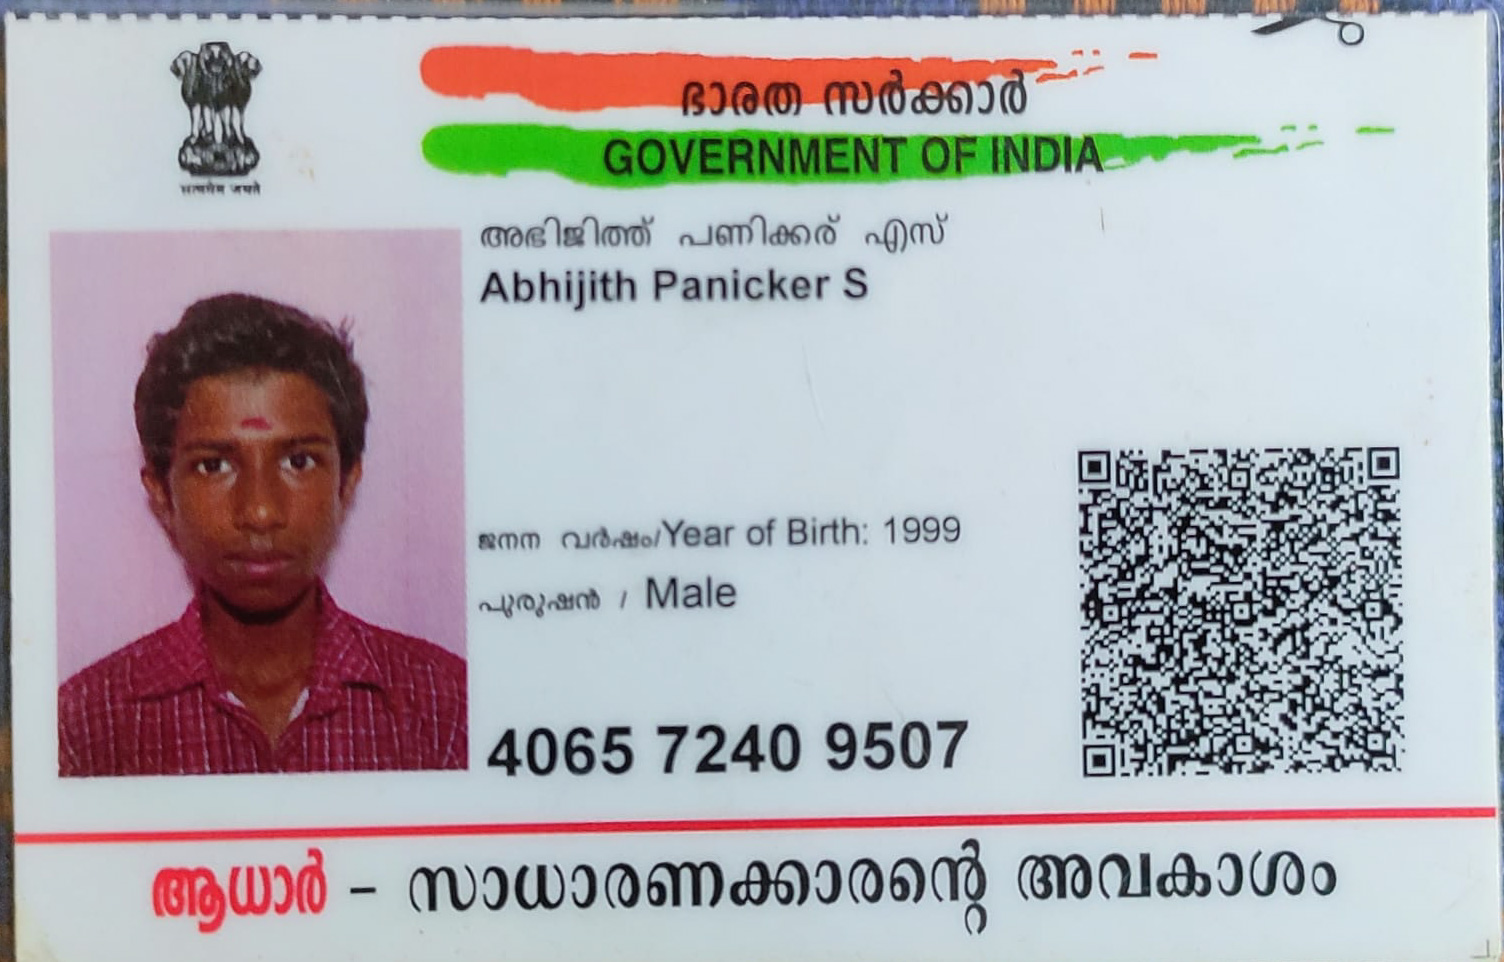 सत्यमेव जयते
ഭാരത സർക്കാർ
GOVERNMENT OF INDIA
അഭിജിത്ത് പണിക്കര് എസ്
Abhijith Panicker S
ജനന വർഷം/Year of Birth: 1999
പുരുഷൻ / Male
4065 7240 9507
ആധാർ - സാധാരണക്കാരന്റെ അവകാശം